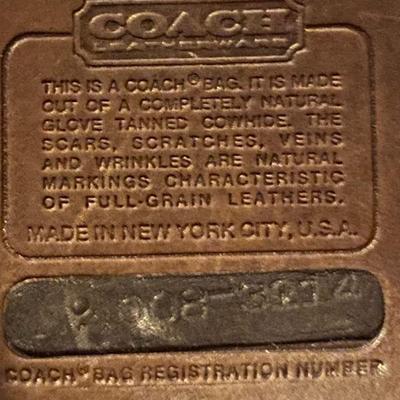 COACH
LEATHERWARE
THIS IS A COACH® BAG. IT IS MADE
OUT OF A COMPLETELY NATURAL
GLOVE TANNED COWHIDE. THE
SCARS, SCRATCHES, VEINS
AND WRINKLES ARE NATURAL
MARKINGS CHARACTERISTIC
OF FULL-GRAIN LEATHERS.
MADE IN NEW YORK CITY, U.S.A.
COACH® BAG REGISTRATION NUMBER